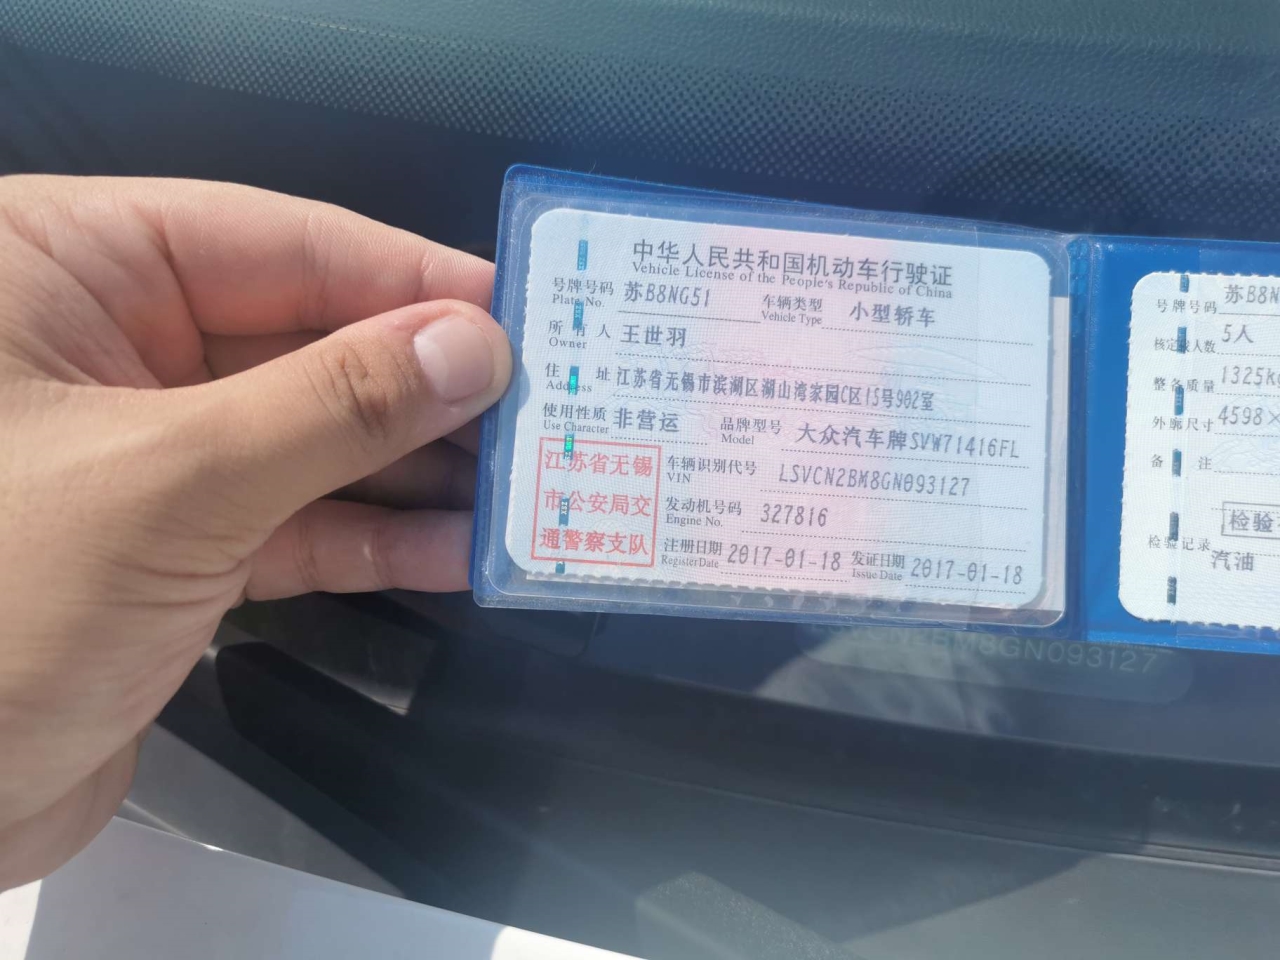 中华人民共和国机动车行驶证
Vehicle License of the People's Republic of China
号牌号码 苏B8NG51 车辆类型 小型轿车
Plate No. Vehicle Type
所有人 王世羽
Owner
住址 江苏省无锡市滨湖区湖山湾家园C区15号902室
Address
使用性质 非营运 品牌型号 大众汽车牌SVW71416FL
Use Character Model
江苏省无锡
市公安局交
通警察支队
车辆识别代号 LSVCN2BM8GN093127
VIN
发动机号码 327816
Engine No.
注册日期 2017-01-18 发证日期 2017-01-18
Register Date Issue Date
号牌号码 苏B8N
核定载人数 5人
整备质量 1325k
外廓尺寸 4598×
备注
检验
检验记录
汽油
GN093127